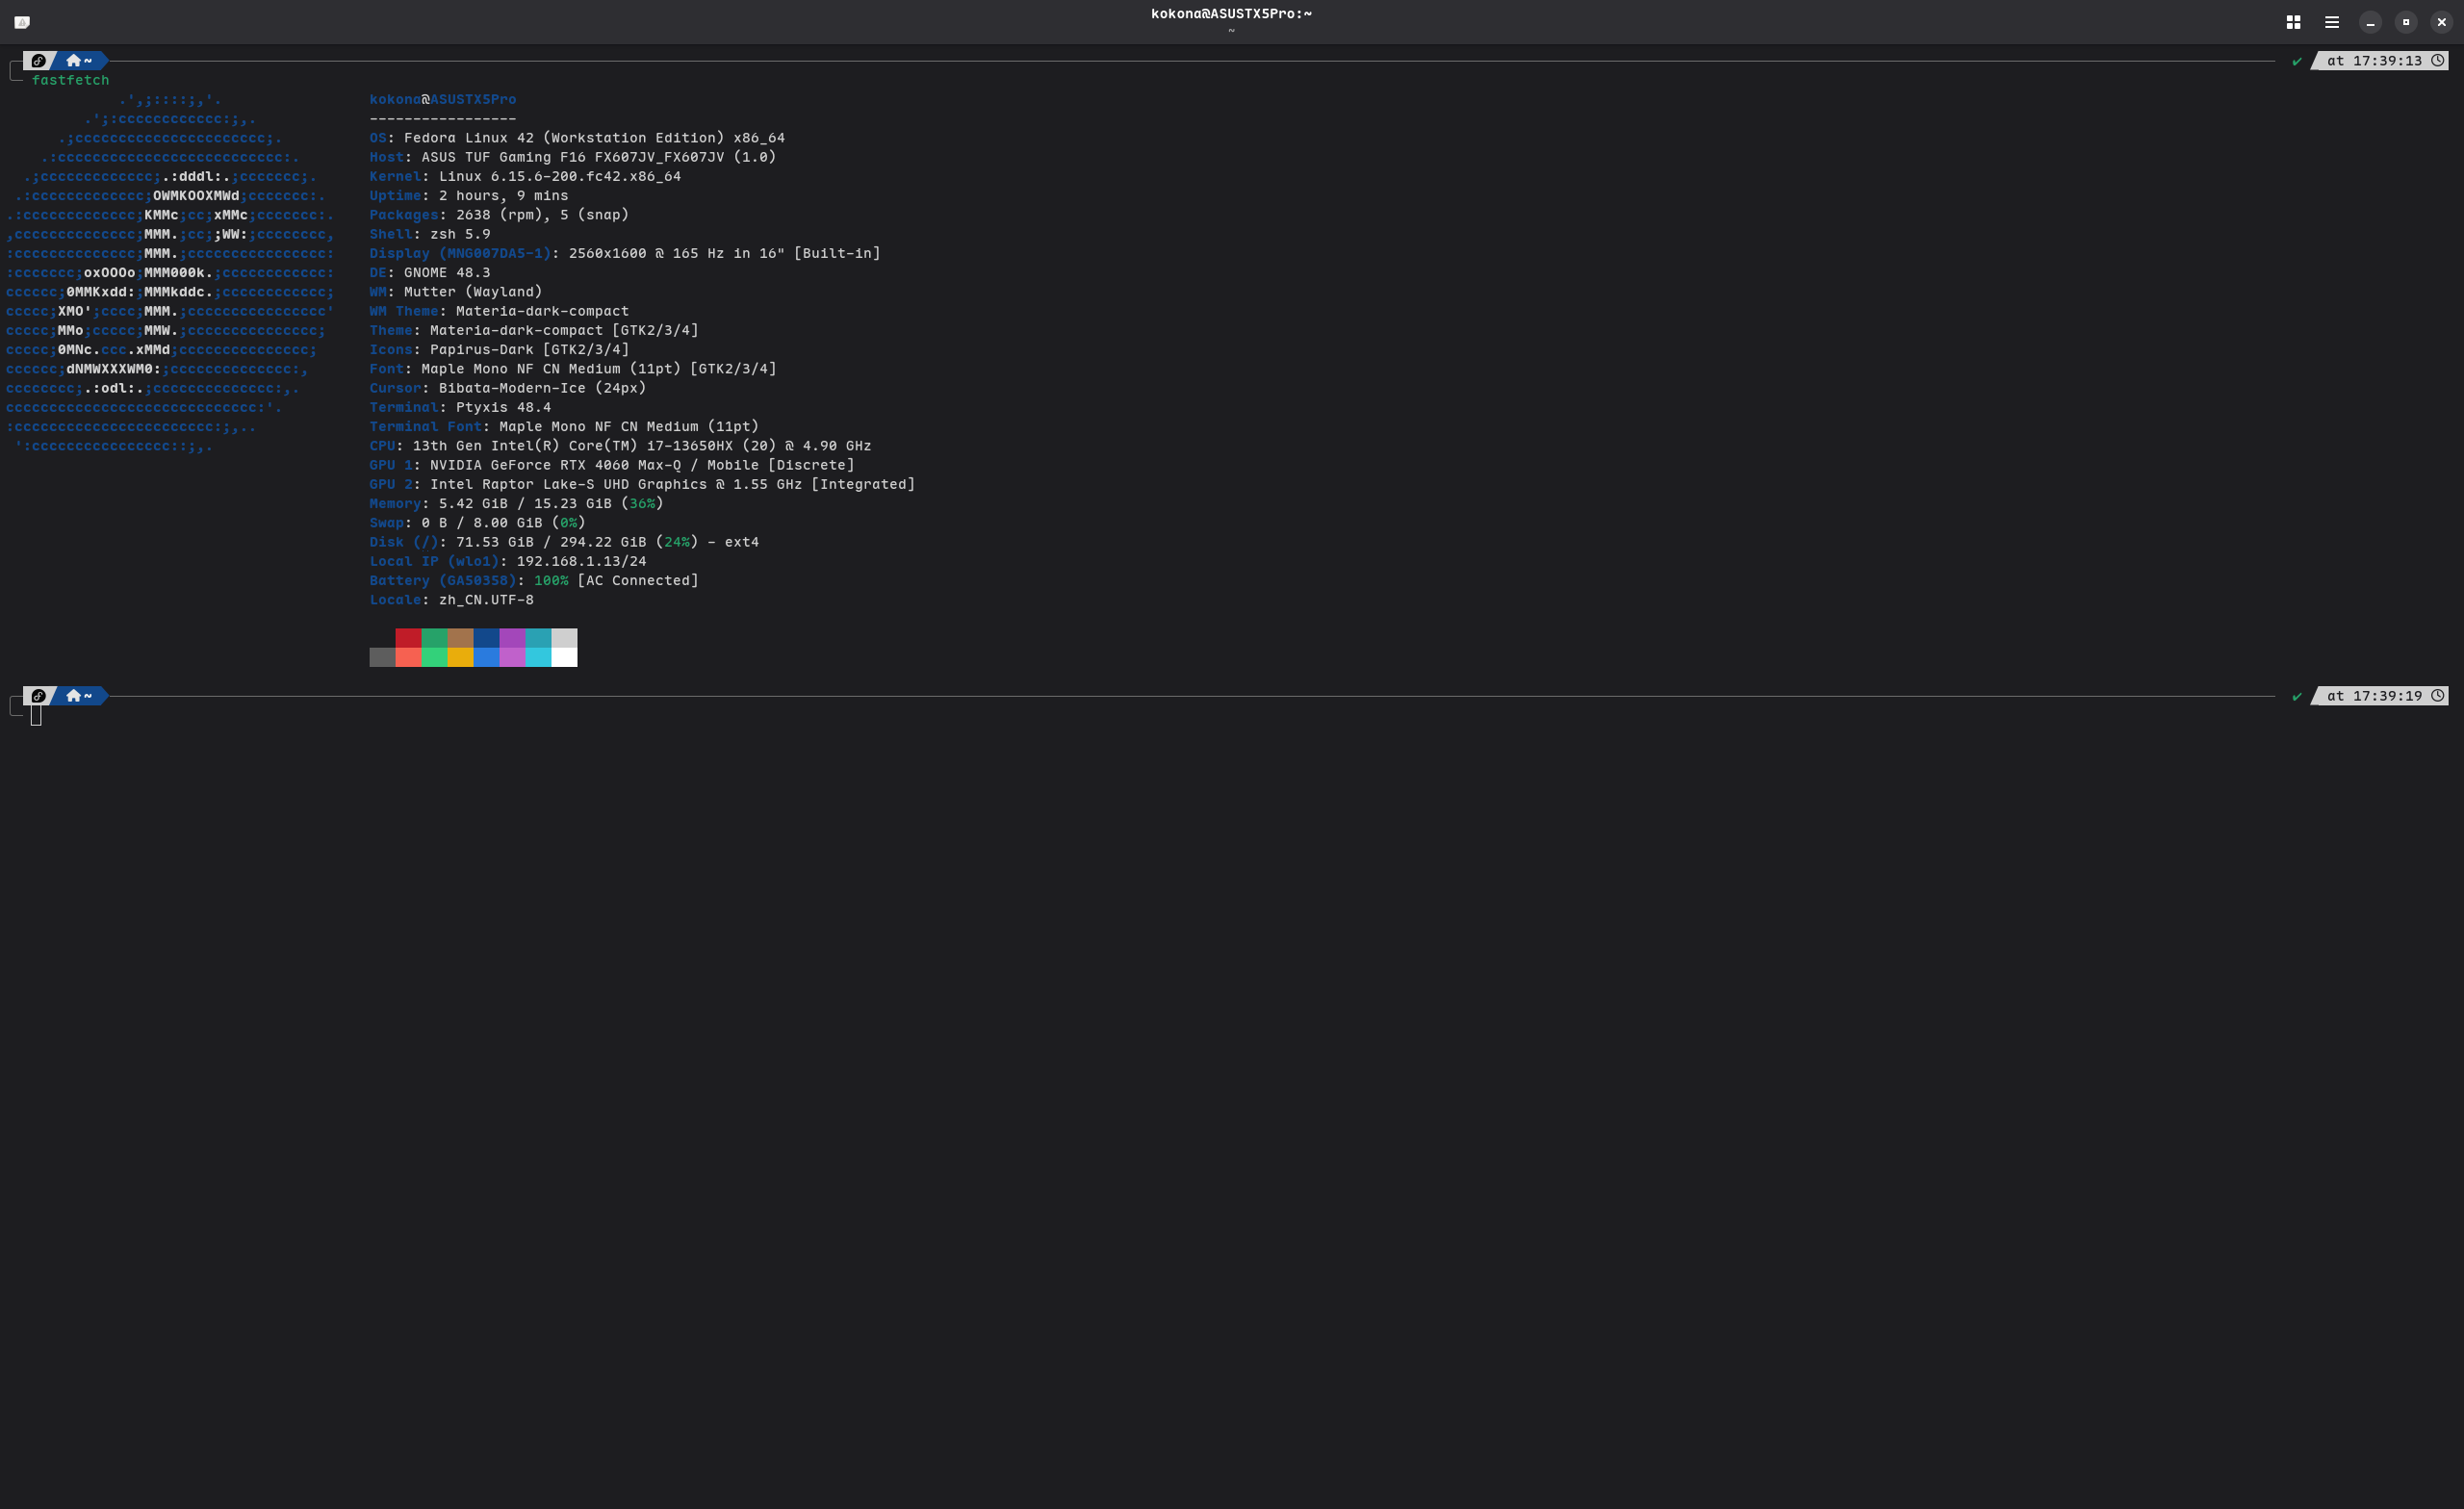 kokona@ASUSTX5Pro:~
~
~ ✔ at 17:39:13
fastfetch
.',;::::;,'.
.';:cccccccccccc:;,.
.;cccccccccccccccccccccc;.
.:cccccccccccccccccccccccccc:.
.;ccccccccccccc;.:dddl:.;ccccccc;.
.:ccccccccccccc;OWMKOOXMWd;ccccccc:.
.:ccccccccccccc;KMMc;cc;xMMc;ccccccc:.
,cccccccccccccc;MMM.;cc;;WW:;cccccccc,
:cccccccccccccc;MMM.;cccccccccccccccc:
:ccccccc;oxOOOo;MMM000k.;cccccccccccc:
cccccc;0MMKxdd:;MMMkddc.;cccccccccccc;
ccccc;XMO';cccc;MMM.;cccccccccccccccc'
ccccc;MMo;ccccc;MMW.;ccccccccccccccc;
ccccc;0MNc.ccc.xMMd;ccccccccccccccc;
cccccc;dNMWXXXWM0:;cccccccccccccc:,
cccccccc;.:odl:.;cccccccccccccc:,.
ccccccccccccccccccccccccccccc:'.
:ccccccccccccccccccccccc:;,..
':cccccccccccccccc::;,.
kokona@ASUSTX5Pro
-----------------
OS: Fedora Linux 42 (Workstation Edition) x86_64
Host: ASUS TUF Gaming F16 FX607JV_FX607JV (1.0)
Kernel: Linux 6.15.6-200.fc42.x86_64
Uptime: 2 hours, 9 mins
Packages: 2638 (rpm), 5 (snap)
Shell: zsh 5.9
Display (MNG007DA5-1): 2560x1600 @ 165 Hz in 16" [Built-in]
DE: GNOME 48.3
WM: Mutter (Wayland)
WM Theme: Materia-dark-compact
Theme: Materia-dark-compact [GTK2/3/4]
Icons: Papirus-Dark [GTK2/3/4]
Font: Maple Mono NF CN Medium (11pt) [GTK2/3/4]
Cursor: Bibata-Modern-Ice (24px)
Terminal: Ptyxis 48.4
Terminal Font: Maple Mono NF CN Medium (11pt)
CPU: 13th Gen Intel(R) Core(TM) i7-13650HX (20) @ 4.90 GHz
GPU 1: NVIDIA GeForce RTX 4060 Max-Q / Mobile [Discrete]
GPU 2: Intel Raptor Lake-S UHD Graphics @ 1.55 GHz [Integrated]
Memory: 5.42 GiB / 15.23 GiB (36%)
Swap: 0 B / 8.00 GiB (0%)
Disk (/): 71.53 GiB / 294.22 GiB (24%) - ext4
Local IP (wlo1): 192.168.1.13/24
Battery (GA50358): 100% [AC Connected]
Locale: zh_CN.UTF-8
~ ✔ at 17:39:19